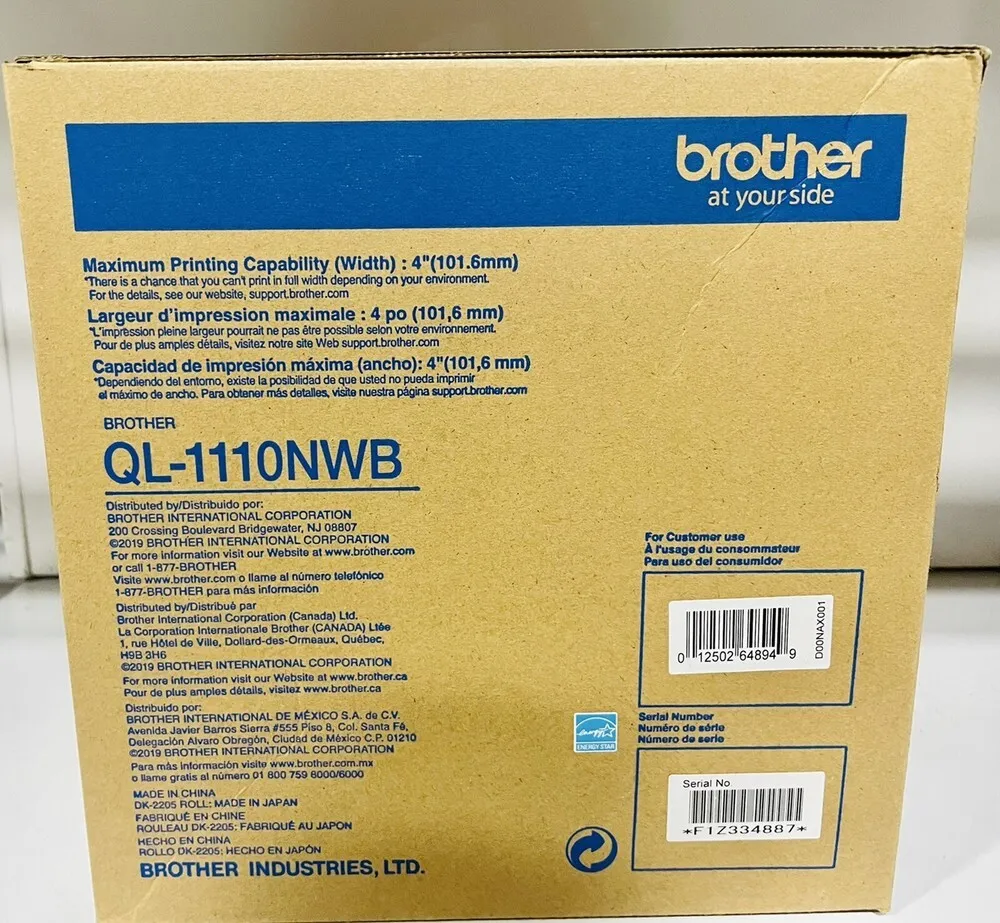 brother
at your side
Maximum Printing Capability (Width) : 4"(101.6mm)
*There is a chance that you can't print in full width depending on your environment.
For the details, see our website, support.brother.com
Largeur d'impression maximale : 4 po (101,6 mm)
*L'impression pleine largeur pourrait ne pas être possible selon votre environnement.
Pour de plus amples détails, visitez notre site Web support.brother.com
Capacidad de impresión máxima (ancho): 4"(101,6 mm)
*Dependiendo del entorno, existe la posibilidad de que usted no pueda imprimir
el máximo de ancho. Para obtener más detalles, visite nuestra página support.brother.com
BROTHER
QL-1110NWB
Distributed by/Distribuido por:
BROTHER INTERNATIONAL CORPORATION
200 Crossing Boulevard Bridgewater, NJ 08807
©2019 BROTHER INTERNATIONAL CORPORATION
For more information visit our Website at www.brother.com
or call 1-877-BROTHER
Visite www.brother.com o llame al número telefónico
1-877-BROTHER para más información
Distributed by/Distribué par
Brother International Corporation (Canada) Ltd.
La Corporation Internationale Brother (CANADA) Ltée
1, rue Hôtel de Ville, Dollard-des-Ormeaux, Québec,
H9B 3H6
©2019 BROTHER INTERNATIONAL CORPORATION
For more information visit our Website at www.brother.ca
Pour de plus amples détails, visitez www.brother.ca
Distribuido por:
BROTHER INTERNATIONAL DE MÉXICO S.A. de C.V.
Avenida Javier Barros Sierra #555 Piso 8, Col. Santa Fé,
Delegación Alvaro Obregón, Ciudad de México C.P. 01210
©2019 BROTHER INTERNATIONAL CORPORATION
Para más información visite www.brother.com.mx
o llame gratis al número 01 800 759 8000/6000
MADE IN CHINA
DK-2205 ROLL: MADE IN JAPAN
FABRIQUÉ EN CHINE
ROULEAU DK-2205: FABRIQUÉ AU JAPON
HECHO EN CHINA
ROLLO DK-2205: HECHO EN JAPÓN
BROTHER INDUSTRIES, LTD.
For Customer use
À l'usage du consommateur
Para uso del consumidor
0 12502 64894 9
D00NAX001
energy
ENERGY STAR
Serial Number
Numéro de série
Número de serie
Serial No.
*F1Z334887*